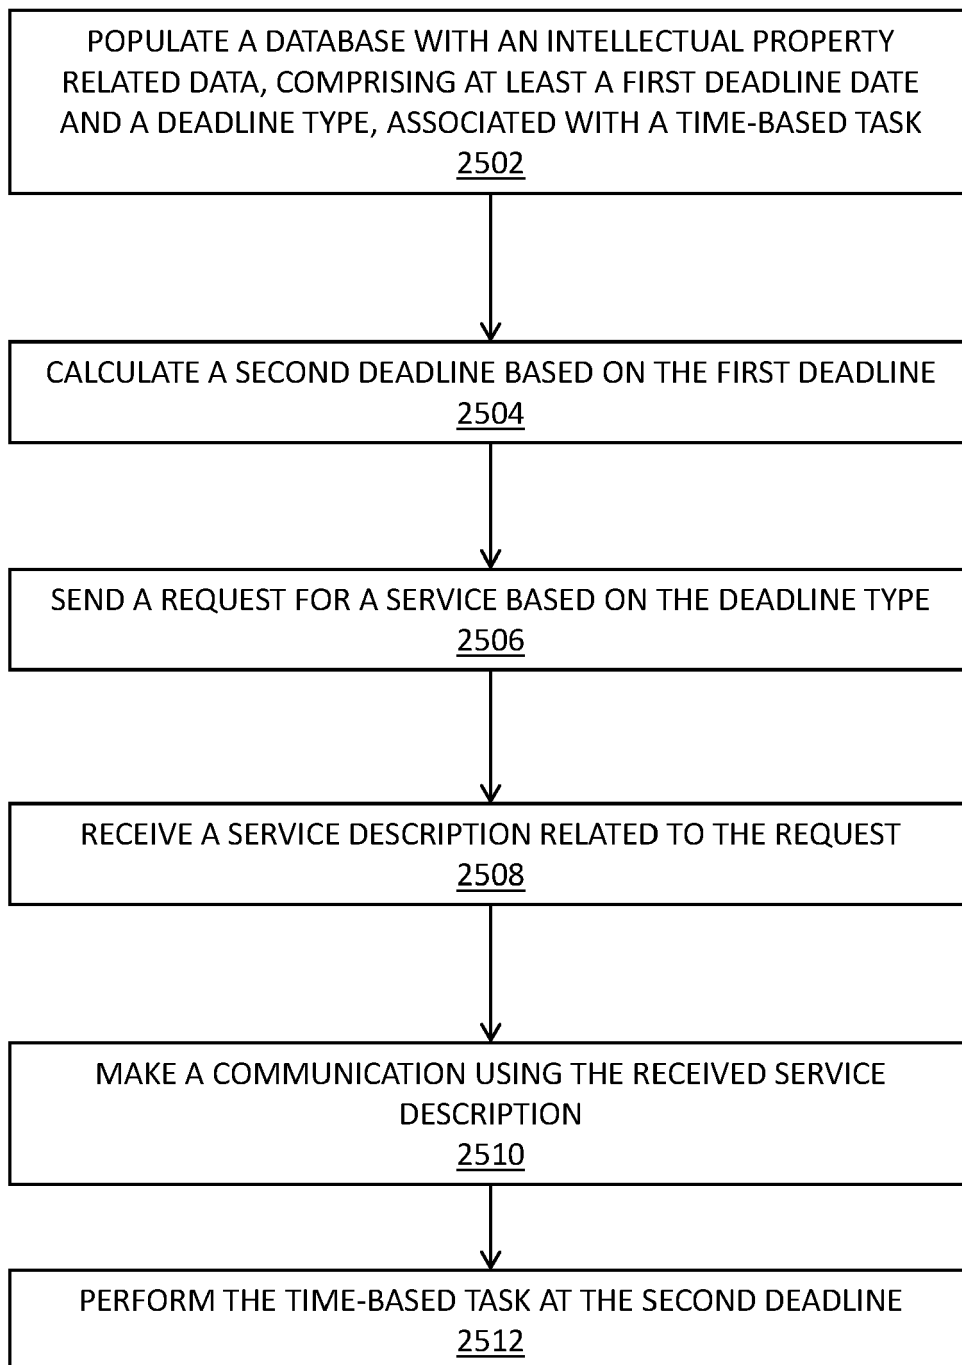 POPULATE A DATABASE WITH AN INTELLECTUAL PROPERTY
RELATED DATA, COMPRISING AT LEAST A FIRST DEADLINE DATE
AND A DEADLINE TYPE, ASSOCIATED WITH A TIME-BASED TASK
2502
CALCULATE A SECOND DEADLINE BASED ON THE FIRST DEADLINE
2504
SEND A REQUEST FOR A SERVICE BASED ON THE DEADLINE TYPE
2506
RECEIVE A SERVICE DESCRIPTION RELATED TO THE REQUEST
2508
MAKE A COMMUNICATION USING THE RECEIVED SERVICE
DESCRIPTION
2510
PERFORM THE TIME-BASED TASK AT THE SECOND DEADLINE
2512